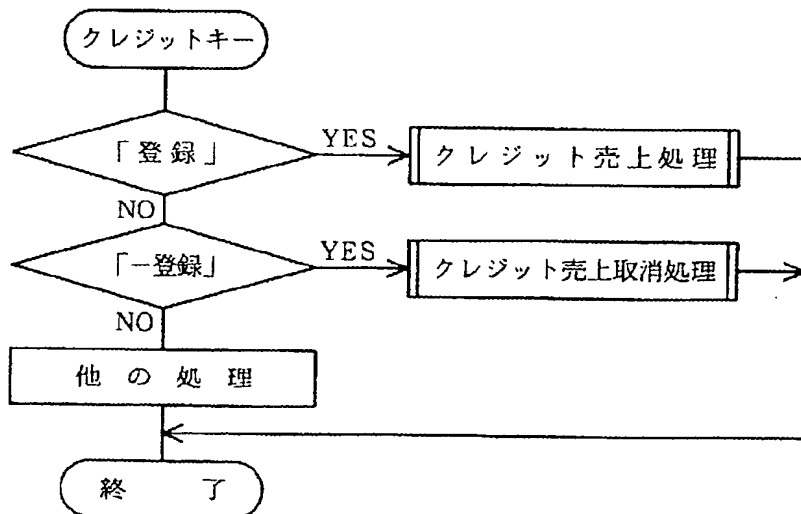 クレジットキー
「登録」
YES
クレジット売上処理
NO
「－登録」
YES
クレジット売上取消処理
NO
他の処理
終了